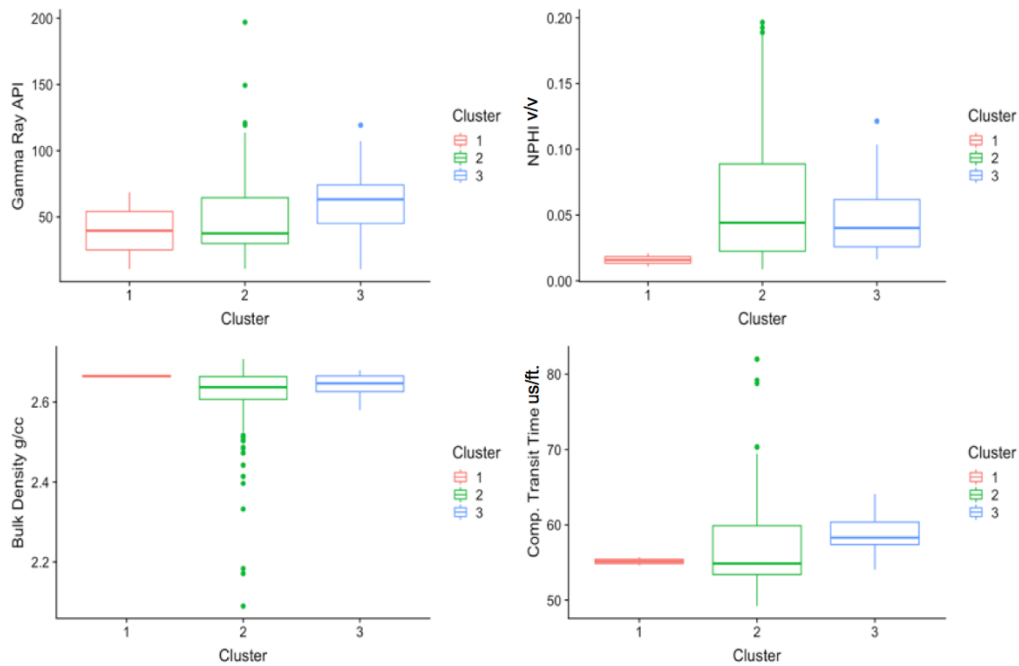 Gamma Ray API
200
150
100
50
1 2 3
Cluster
Cluster
1
2
3
NPHI v/v
0.20
0.15
0.10
0.05
0.00
1 2 3
Cluster
Cluster
1
2
3
Bulk Density g/cc
2.6
2.4
2.2
1 2 3
Cluster
Cluster
1
2
3
Comp. Transit Time us/ft.
80
70
60
50
1 2 3
Cluster
Cluster
1
2
3